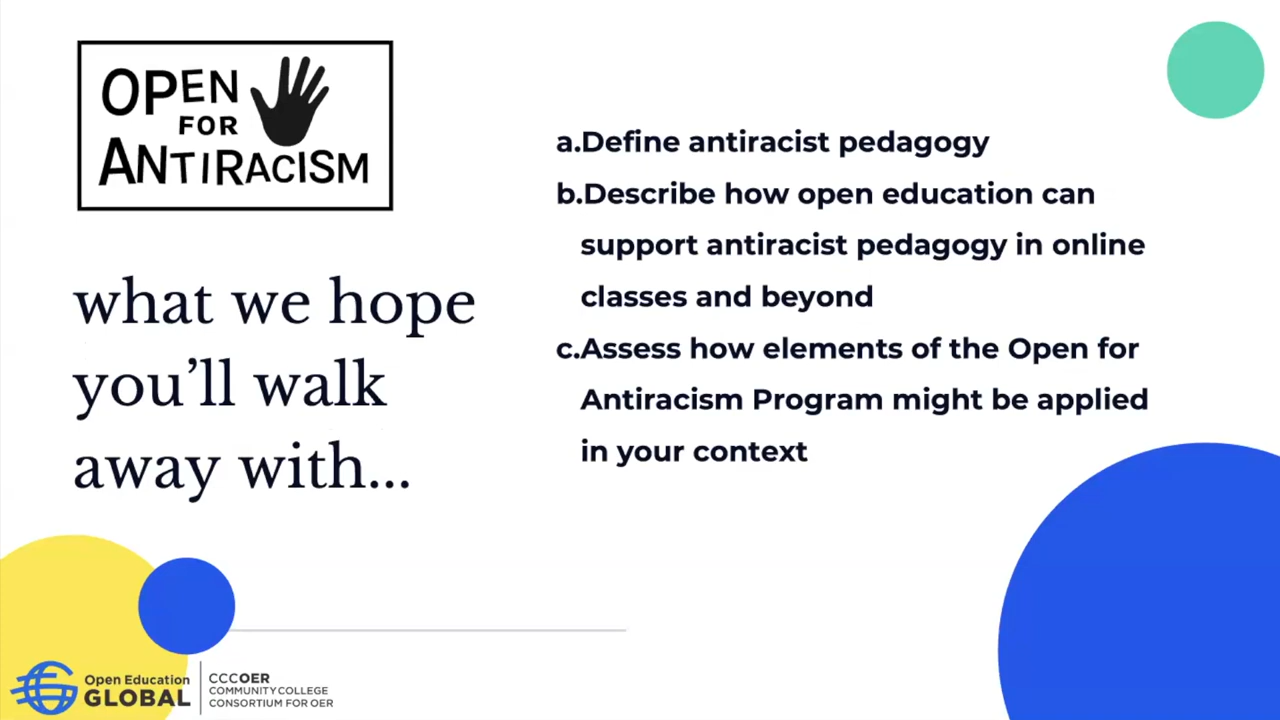 OPEN
FOR
ANTIRACISM
what we hope
you’ll walk
away with...
a.Define antiracist pedagogy
b.Describe how open education can
support antiracist pedagogy in online
classes and beyond
c.Assess how elements of the Open for
Antiracism Program might be applied
in your context
Open Education
GLOBAL
CCCOER
COMMUNITY COLLEGE
CONSORTIUM FOR OER